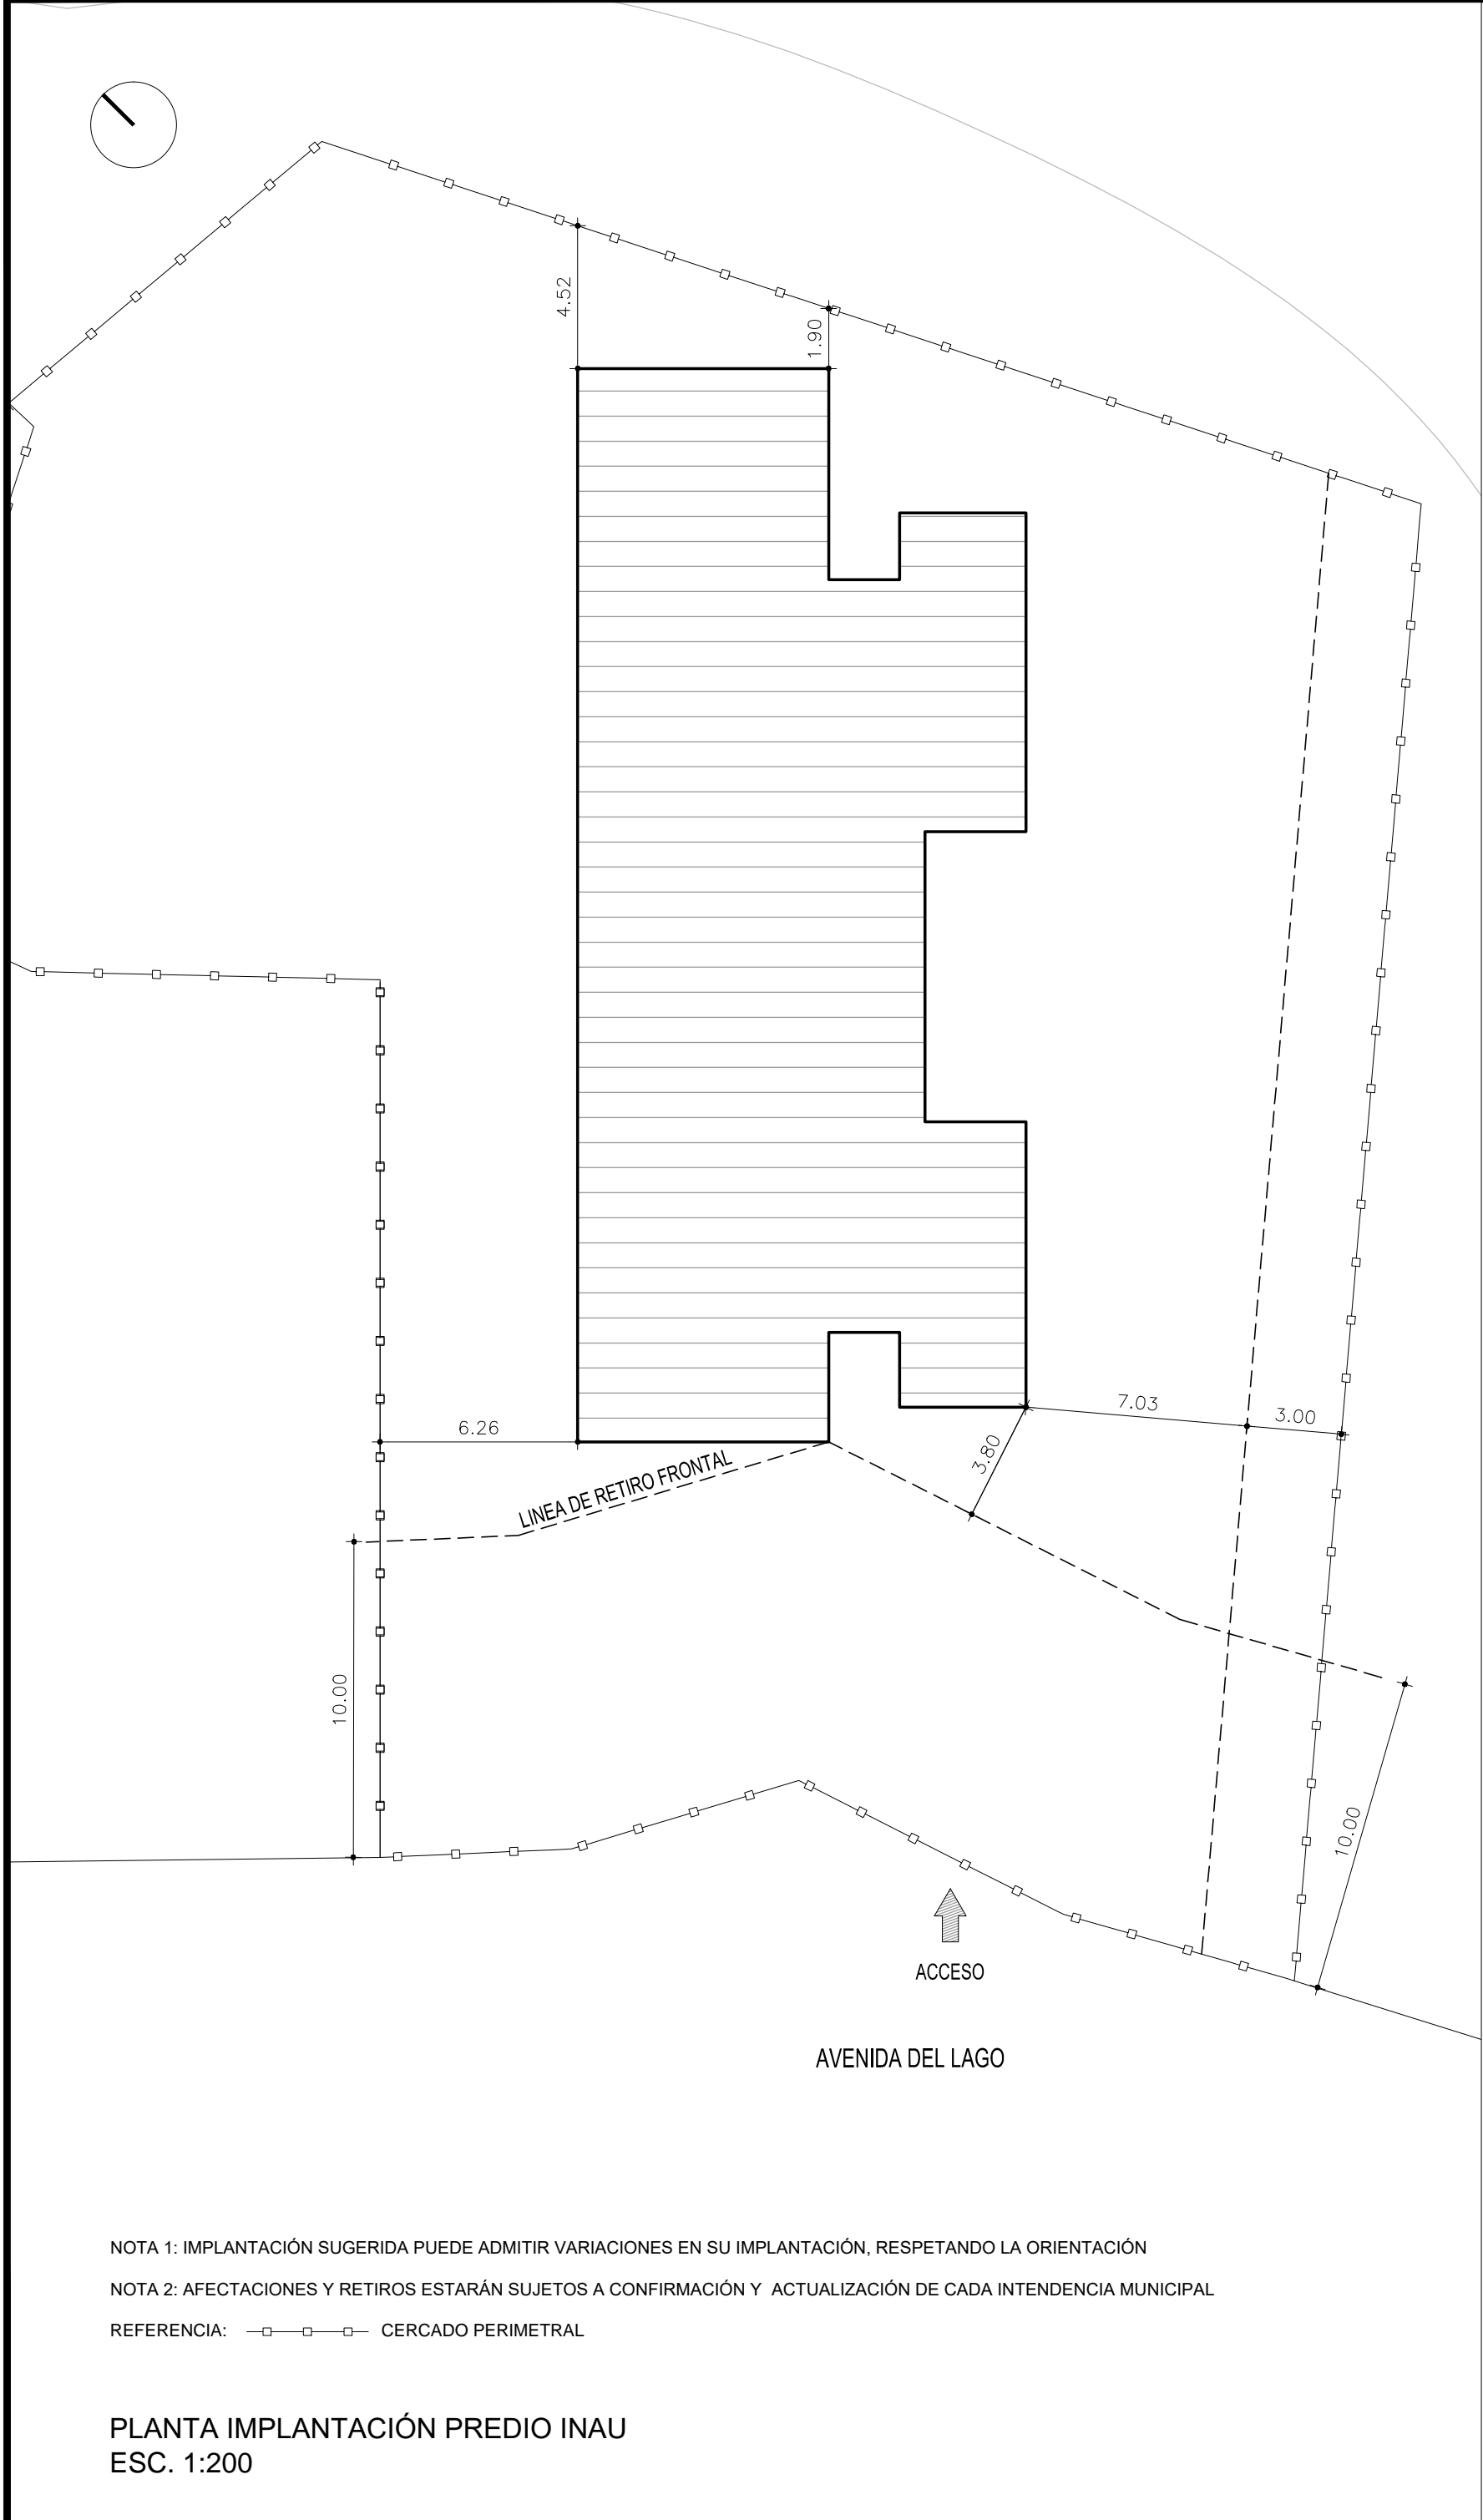 4.52
1.90
7.03
3.00
6.26
3.80
LINEA DE RETIRO FRONTAL
10.00
10.00
ACCESO
AVENIDA DEL LAGO
NOTA 1: IMPLANTACIÓN SUGERIDA PUEDE ADMITIR VARIACIONES EN SU IMPLANTACIÓN, RESPETANDO LA ORIENTACIÓN
NOTA 2: AFECTACIONES Y RETIROS ESTARÁN SUJETOS A CONFIRMACIÓN Y ACTUALIZACIÓN DE CADA INTENDENCIA MUNICIPAL
REFERENCIA: CERCADO PERIMETRAL
PLANTA IMPLANTACIÓN PREDIO INAU
ESC. 1:200